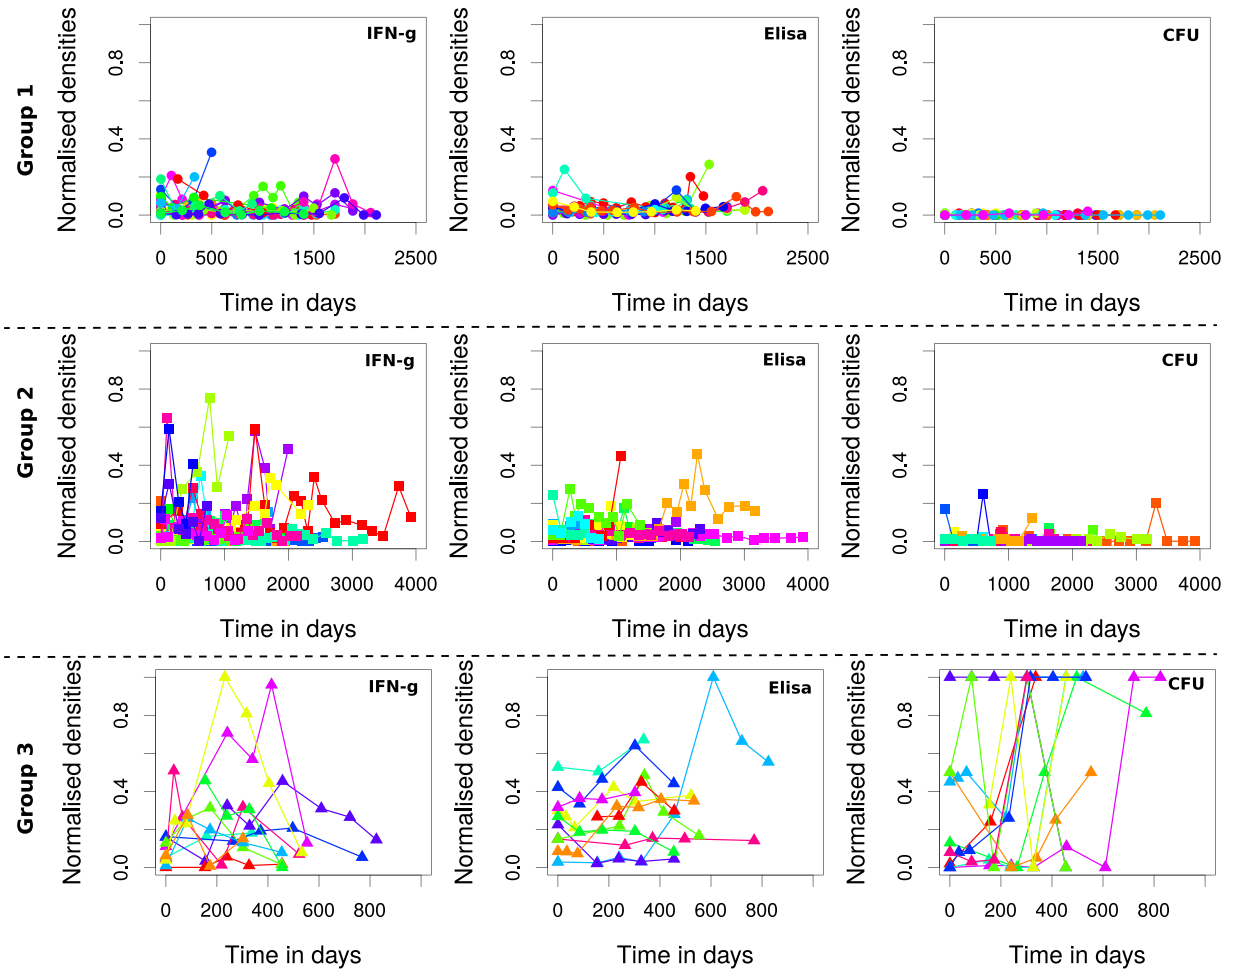 Group 1
Normalised densities
0.0 0.4 0.8
IFN-g
0 500 1500 2500
Time in days
Normalised densities
0.0 0.4 0.8
Elisa
0 500 1500 2500
Time in days
Normalised densities
0.0 0.4 0.8
CFU
0 500 1500 2500
Time in days
Group 2
Normalised densities
0.0 0.4 0.8
IFN-g
0 1000 2000 3000 4000
Time in days
Normalised densities
0.0 0.4 0.8
Elisa
0 1000 2000 3000 4000
Time in days
Normalised densities
0.0 0.4 0.8
CFU
0 1000 2000 3000 4000
Time in days
Group 3
Normalised densities
0.0 0.4 0.8
IFN-g
0 200 400 600 800
Time in days
Normalised densities
0.0 0.4 0.8
Elisa
0 200 400 600 800
Time in days
Normalised densities
0.0 0.4 0.8
CFU
0 200 400 600 800
Time in days